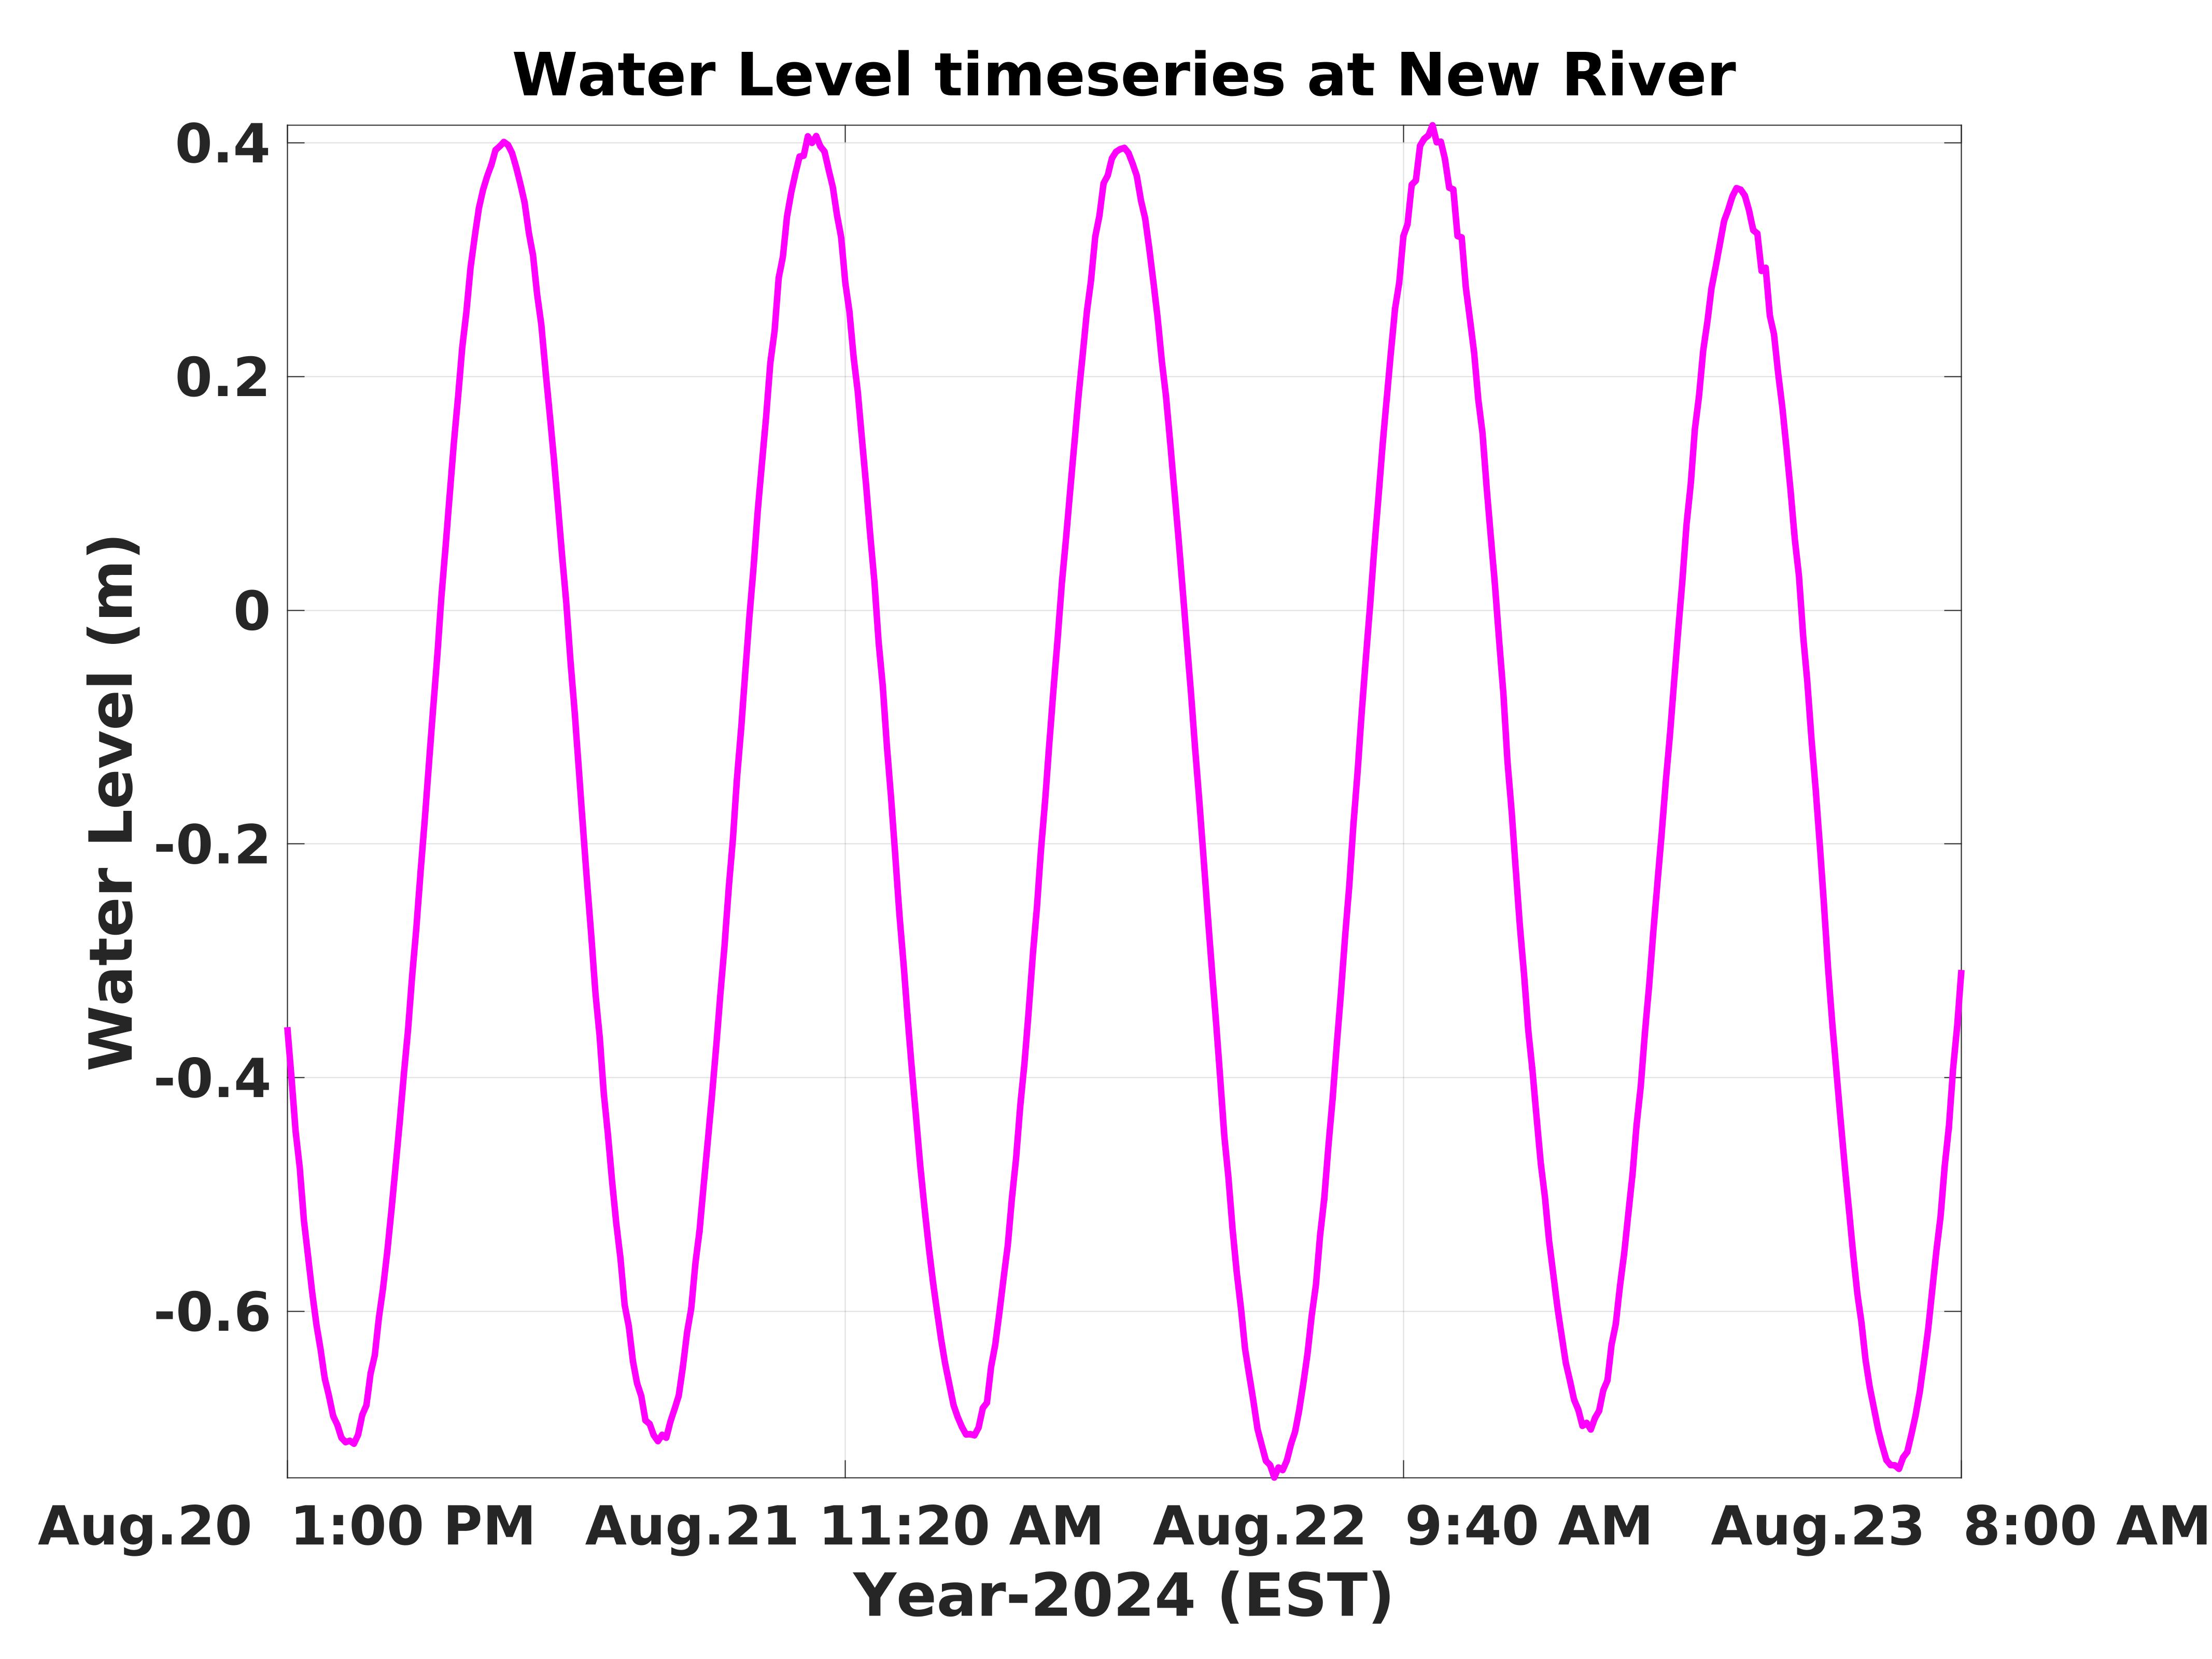 Water Level timeseries at New River
Water Level (m)
0.4
0.2
0
-0.2
-0.4
-0.6
Aug.20  1:00 PM Aug.21 11:20 AM Aug.22  9:40 AM Aug.23  8:00 AM
Year-2024 (EST)